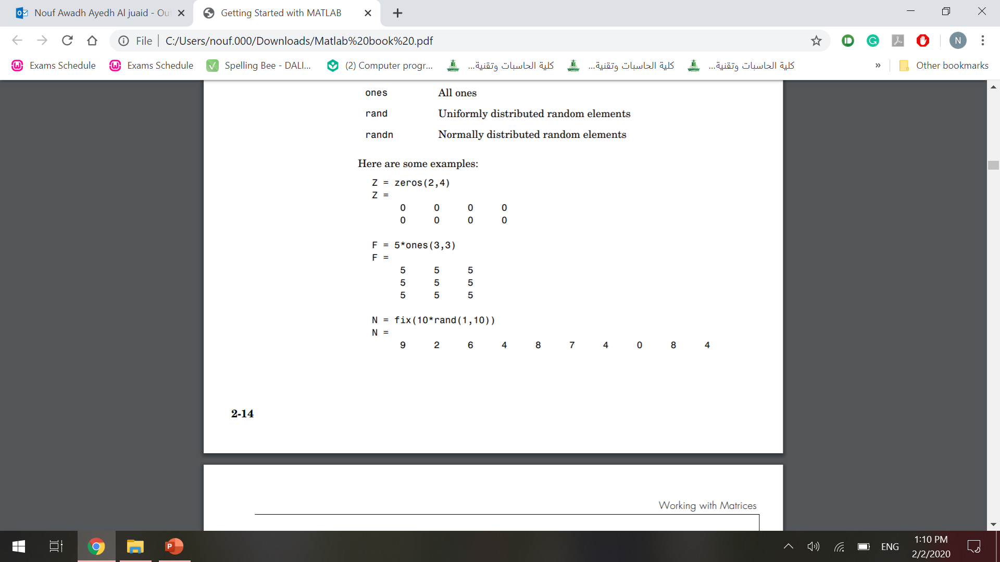 Nouf Awadh Ayedh Al juaid - Ou
Getting Started with MATLAB
File
C:/Users/nouf.000/Downloads/Matlab%20book%20.pdf
N
Exams Schedule
Exams Schedule
Spelling Bee - DALI...
(2) Computer progr...
كلية الحاسبات وتقنية...
كلية الحاسبات وتقنية...
كلية الحاسبات وتقنية...
»
Other bookmarks
ones All ones
rand Uniformly distributed random elements
randn Normally distributed random elements
Here are some examples:
Z = zeros(2,4)
Z =
0 0 0 0
0 0 0 0
F = 5*ones(3,3)
F =
5 5 5
5 5 5
5 5 5
N = fix(10*rand(1,10))
N =
9 2 6 4 8 7 4 0 8 4
2-14
Working with Matrices
ENG
1:10 PM
2/2/2020